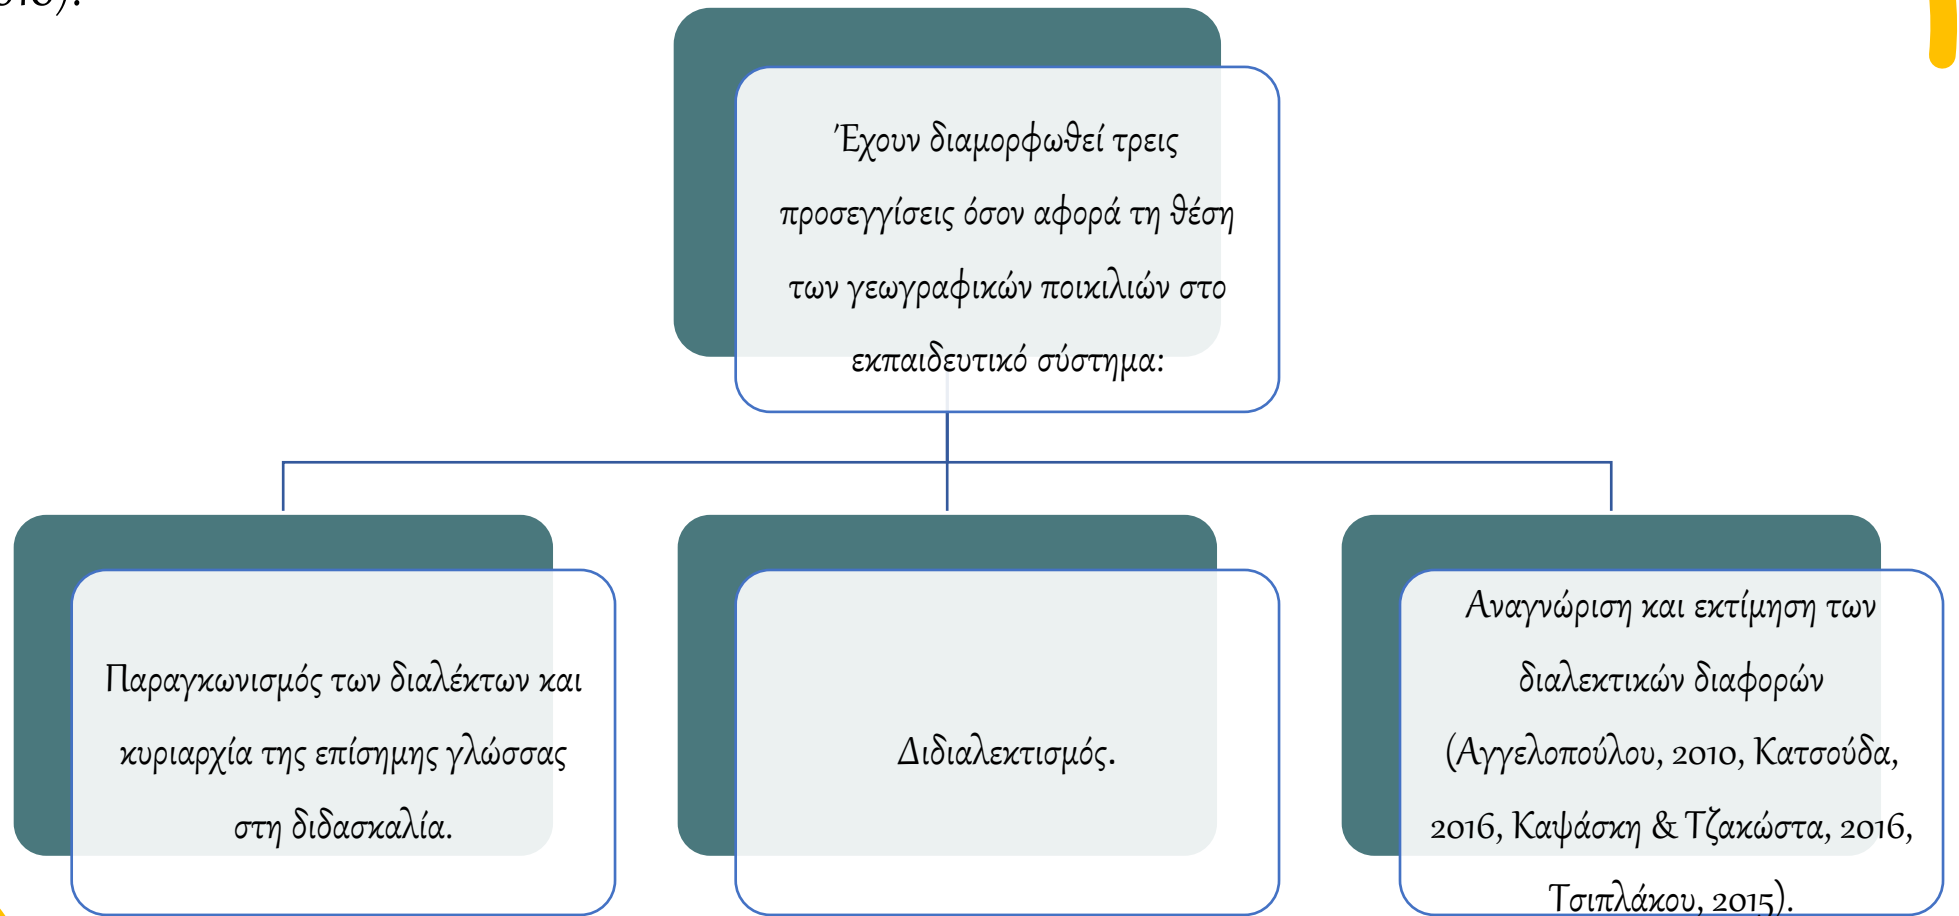 016).
Έχουν διαμορφωθεί τρεις
προσεγγίσεις όσον αφορά τη θέση
των γεωγραφικών ποικιλιών στο
εκπαιδευτικό σύστημα:
Παραγκωνισμός των διαλέκτων και
κυριαρχία της επίσημης γλώσσας
στη διδασκαλία.
Διδιαλεκτισμός.
Αναγνώριση και εκτίμηση των
διαλεκτικών διαφορών
(Αγγελοπούλου, 2010, Κατσούδα,
2016, Καψάσκη & Τζακώστα, 2016,
Τσιπλάκου, 2015).